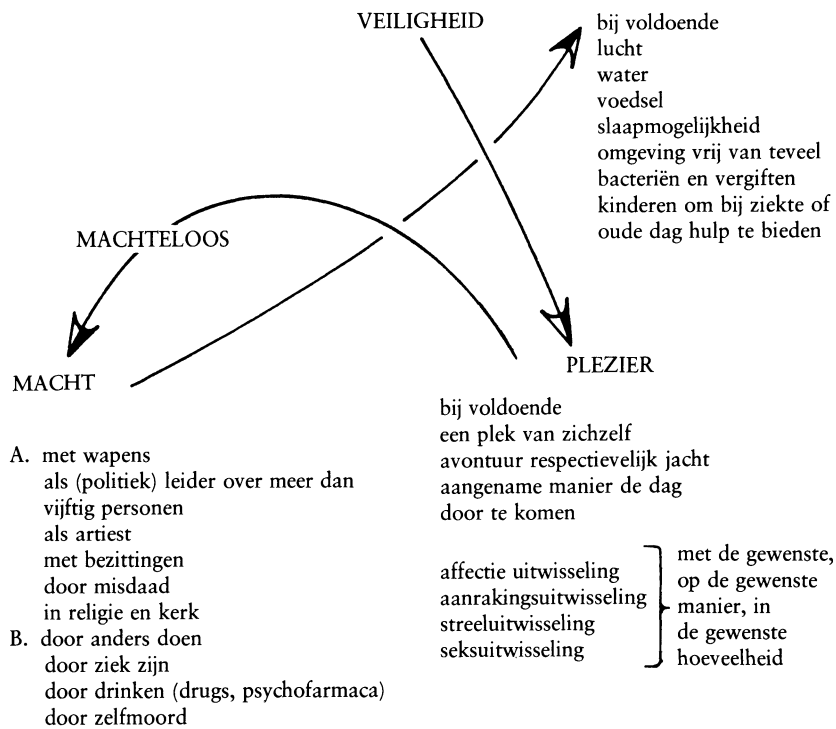 VEILIGHEID
bij voldoende
lucht
water
voedsel
slaapmogelijkheid
omgeving vrij van teveel
bacteriën en vergiften
kinderen om bij ziekte of
oude dag hulp te bieden
MACHTELOOS
MACHT
A. met wapens
als (politiek) leider over meer dan
vijftig personen
als artiest
met bezittingen
door misdaad
in religie en kerk
B. door anders doen
door ziek zijn
door drinken (drugs, psychofarmaca)
door zelfmoord
PLEZIER
bij voldoende
een plek van zichzelf
avontuur respectievelijk jacht
aangename manier de dag
door te komen
affectie uitwisseling
aanrakingsuitwisseling
streeluitwisseling
seksuitwisseling
met de gewenste,
op de gewenste
manier, in
de gewenste
hoeveelheid